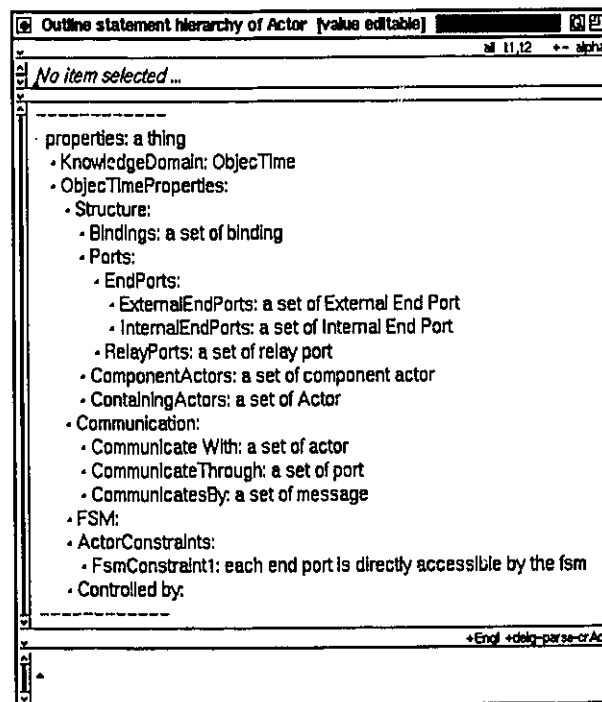 Outline statement hierarchy of Actor [value editable]
all l1,12 +- alpha
No item selected ...
------------
- properties: a thing
- KnowledgeDomain: ObjecTime
- ObjecTimeProperties:
- Structure:
- Bindings: a set of binding
- Ports:
- EndPorts:
- ExternalEndPorts: a set of External End Port
- InternalEndPorts: a set of Internal End Port
- RelayPorts: a set of relay port
- ComponentActors: a set of component actor
- ContainingActors: a set of Actor
- Communication:
- Communicate With: a set of actor
- CommunicateThrough: a set of port
- CommunicatesBy: a set of message
- FSM:
- ActorConstraints:
- FsmConstraint1: each end port is directly accessible by the fsm
- Controlled by:
------------
+Engl +delg-parse-crAc